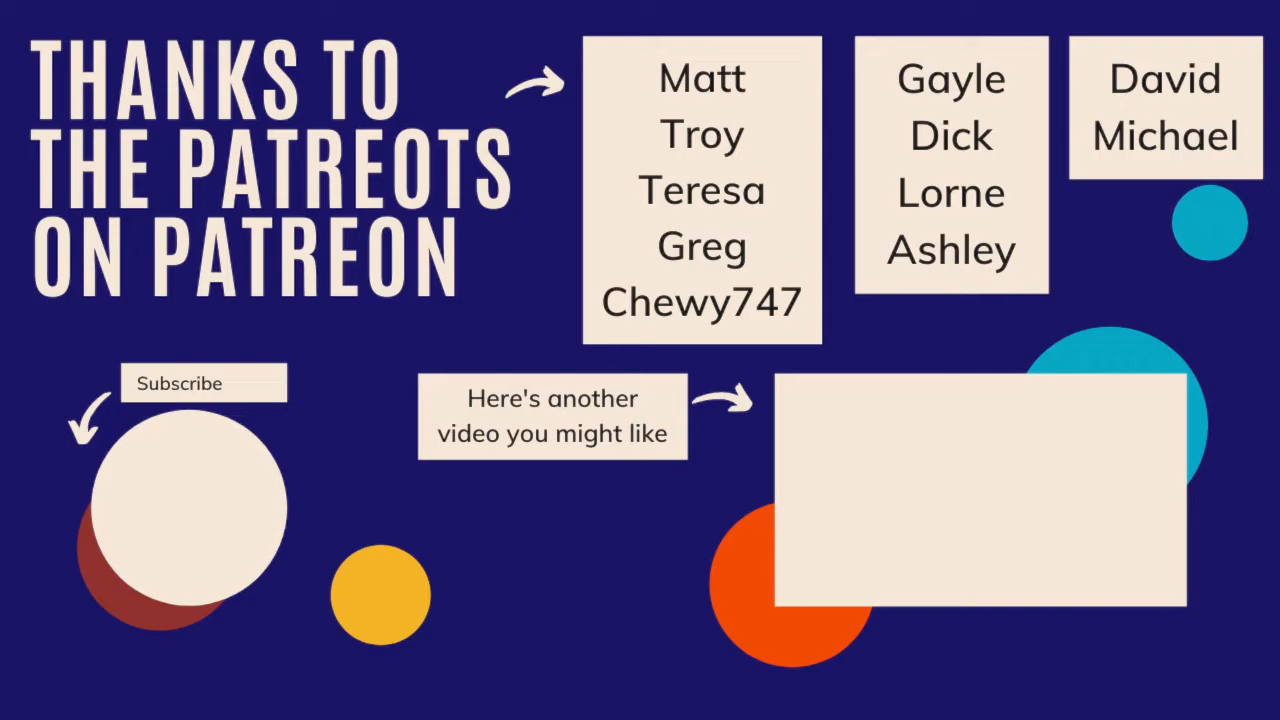 THANKS TO
THE PATREOTS
ON PATREON
Matt
Troy
Teresa
Greg
Chewy747
Gayle
Dick
Lorne
Ashley
David
Michael
Subscribe
Here's another
video you might like